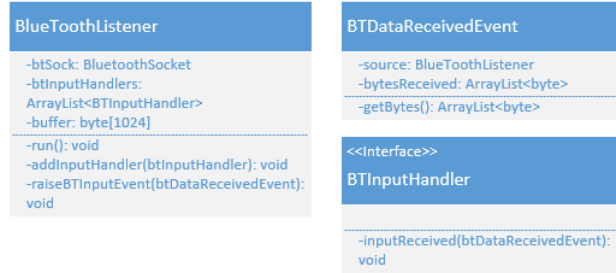 BlueToothListener
-btSock: BluetoothSocket
-btInputHandlers:
ArrayList<BTInputHandler>
-buffer: byte[1024]
-run(): void
-addInputHandler(btInputHandler): void
-raiseBTInputEvent(btDataReceivedEvent):
void
BTDataReceivedEvent
-source: BlueToothListener
-bytesReceived: ArrayList<byte>
-getBytes(): ArrayList<byte>
<<Interface>>
BTInputHandler
-inputReceived(btDataReceivedEvent):
void